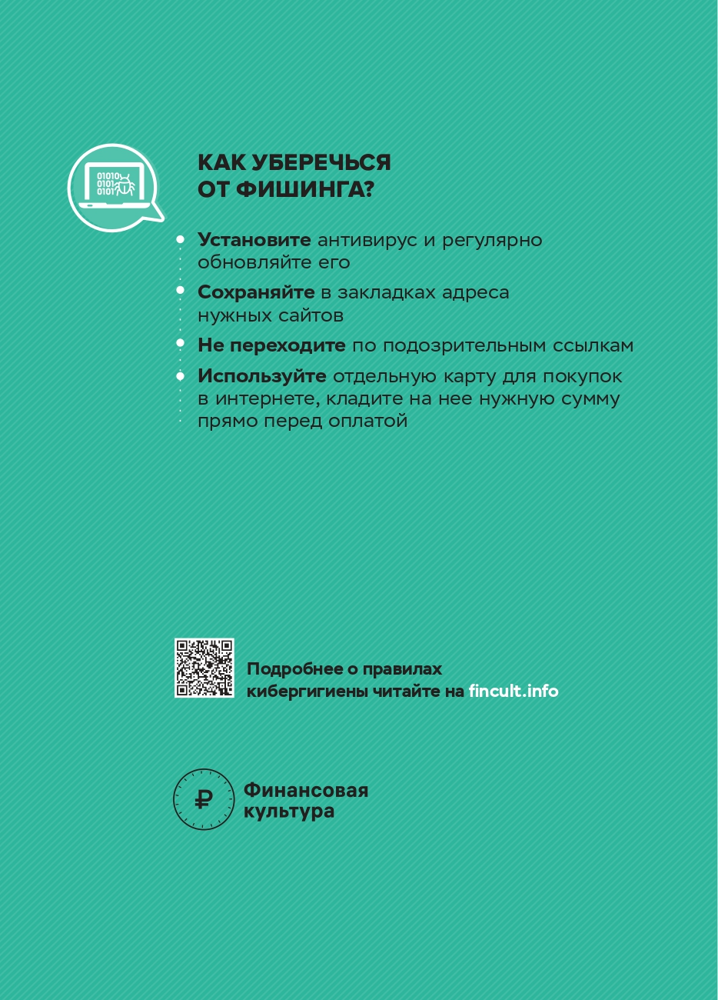 01010
0101
0101
КАК УБЕРЕЧЬСЯ
ОТ ФИШИНГА?
Установите антивирус и регулярно
обновляйте его
Сохраняйте в закладках адреса
нужных сайтов
Не переходите по подозрительным ссылкам
Используйте отдельную карту для покупок
в интернете, кладите на нее нужную сумму
прямо перед оплатой
Подробнее о правилах
кибергигиены читайте на fincult.info
₽
Финансовая
культура